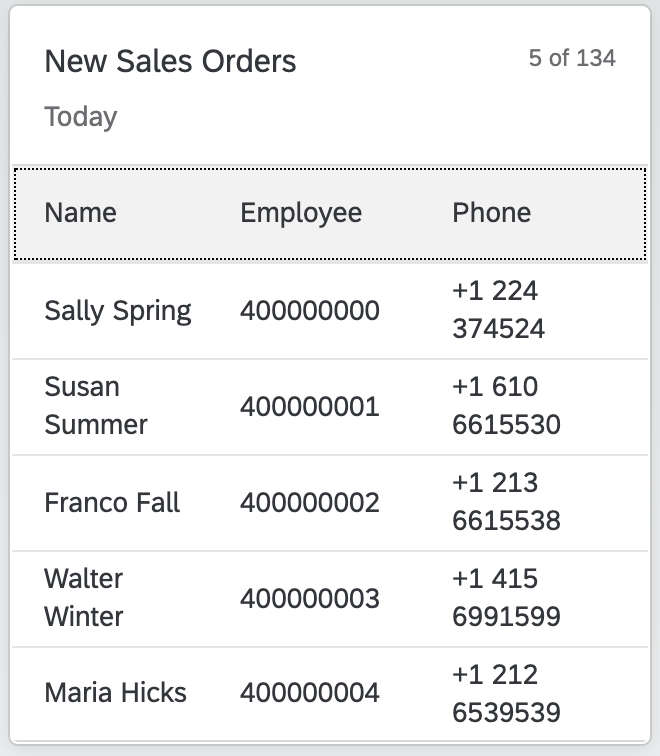 New Sales Orders 5 of 134
Today
Name Employee Phone
Sally Spring 400000000 +1 224
374524
Susan
Summer 400000001 +1 610
6615530
Franco Fall 400000002 +1 213
6615538
Walter
Winter 400000003 +1 415
6991599
Maria Hicks 400000004 +1 212
6539539